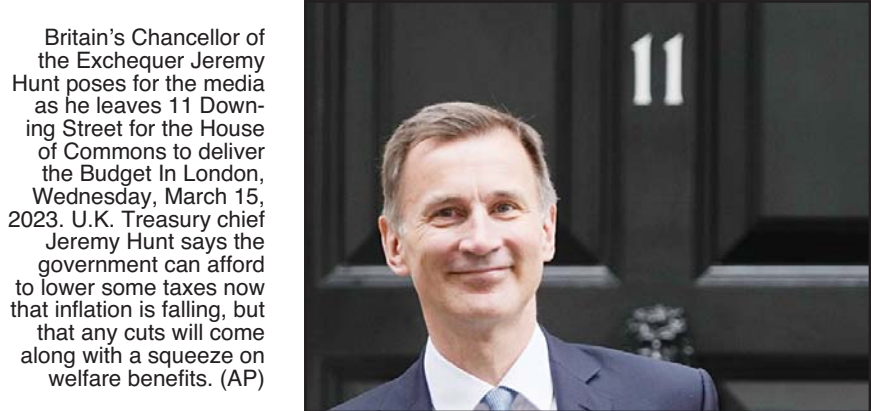 Britain’s Chancellor of
the Exchequer Jeremy
Hunt poses for the media
as he leaves 11 Down-
ing Street for the House
of Commons to deliver
the Budget In London,
Wednesday, March 15,
2023. U.K. Treasury chief
Jeremy Hunt says the
government can afford
to lower some taxes now
that inflation is falling, but
that any cuts will come
along with a squeeze on
welfare benefits. (AP)
11